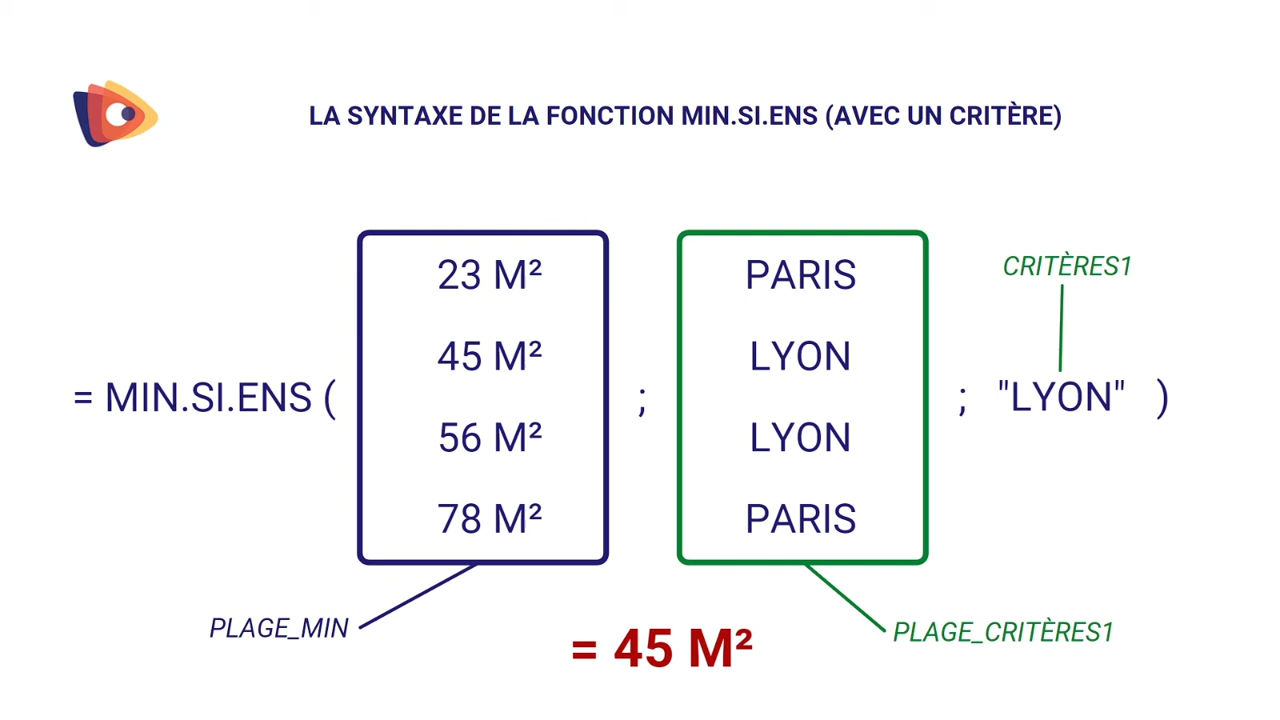 LA SYNTAXE DE LA FONCTION MIN.SI.ENS (AVEC UN CRITÈRE)
23 M² PARIS
CRITÈRES1
45 M² LYON
= MIN.SI.ENS ( ; ; "LYON" )
56 M² LYON
78 M² PARIS
PLAGE_MIN
PLAGE_CRITÈRES1
= 45 M²